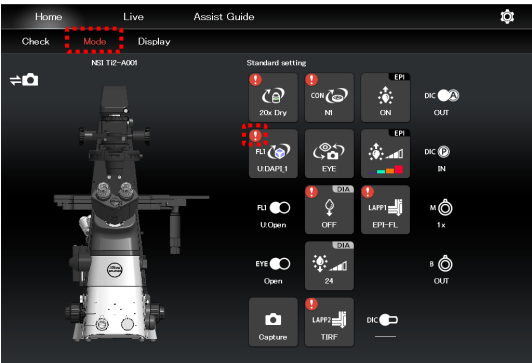 Home Live Assist Guide
Check Mode Display
NSI Ti2-A001
Standard setting
20x Dry
CON
N1
EPI
ON
DIC A
OUT
FL1
U:DAPI_1
EYE
EPI
DIC P
IN
FL1
U:Open
DIA
OFF
LAPP1
EPI-FL
M
1x
EYE
Open
DIA
24
B
OUT
Capture
LAPP2
TIRF
DIC